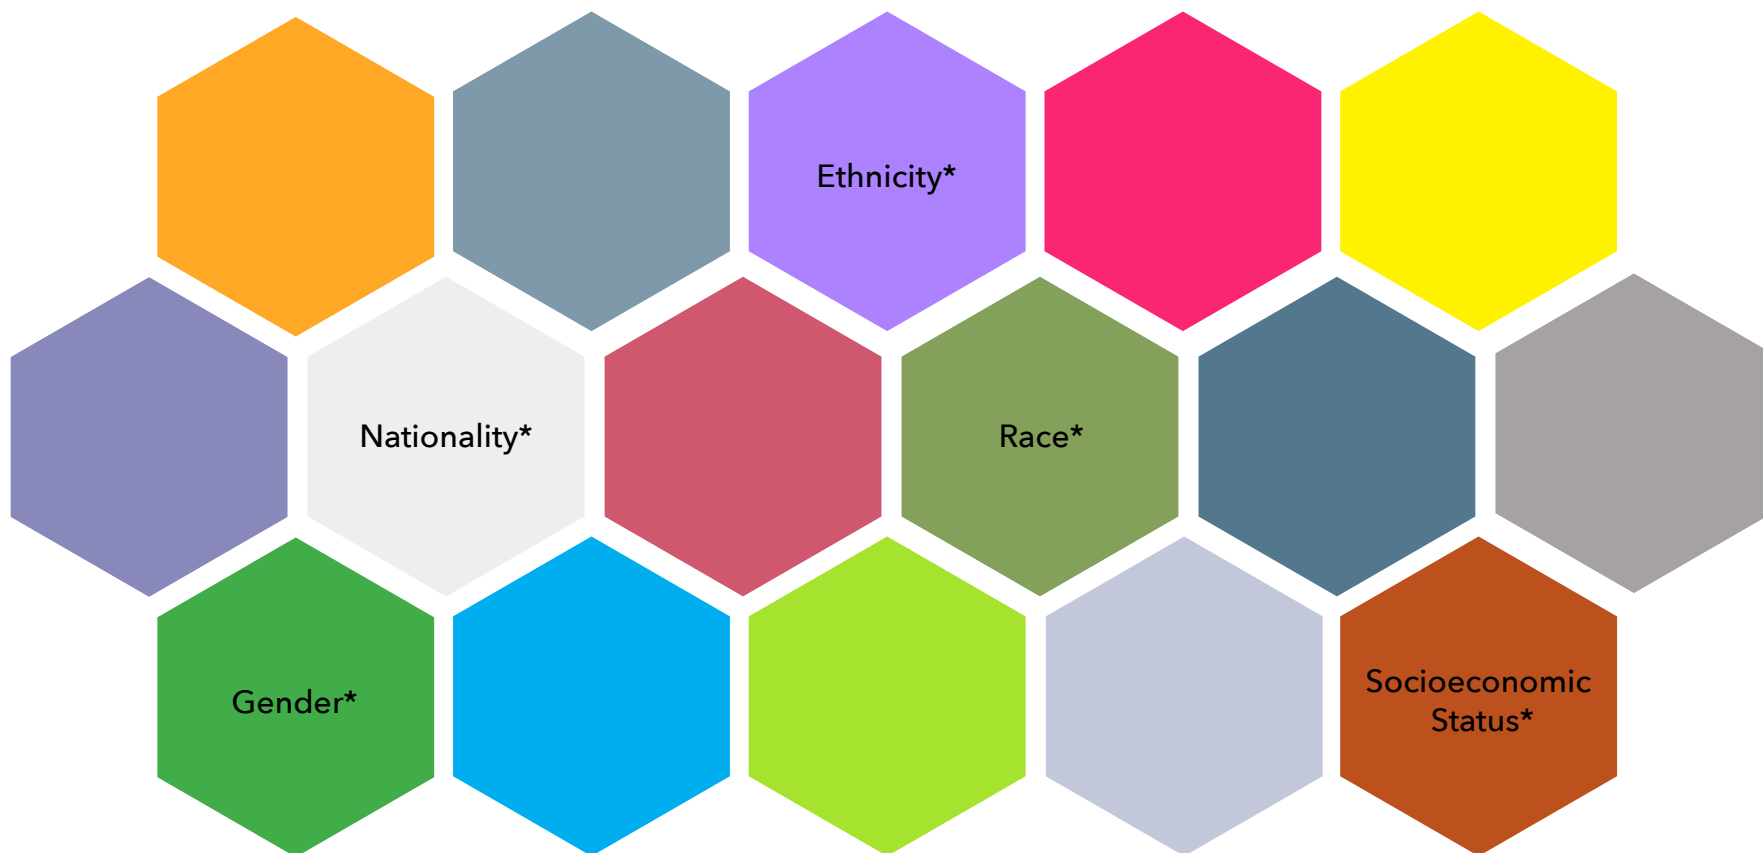 Ethnicity*
Nationality*
Race*
Gender*
Socioeconomic
Status*